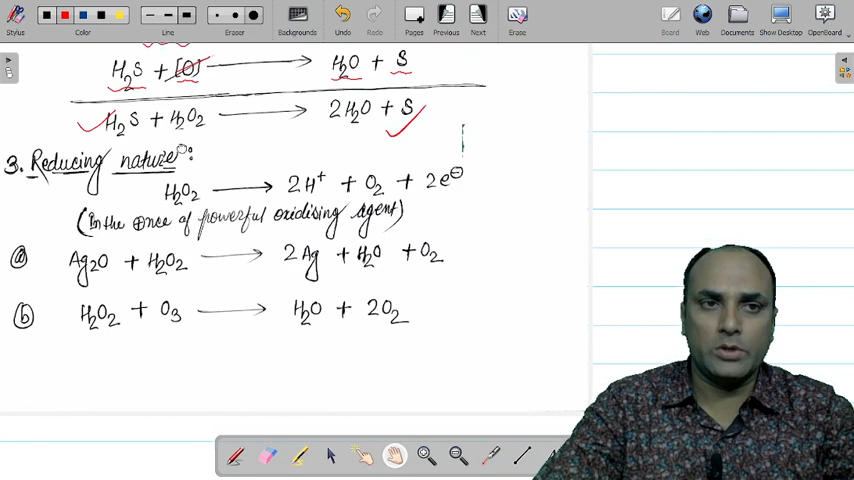 Stylus
Color
Line
Eraser
Backgrounds
Undo
Redo
Pages
Previous
Next
Erase
Board
Web
Documents
Show Desktop
OpenBoard
H₂S + [O] → H₂O + S
H₂S + H₂O₂ → 2H₂O + S
3. Reducing nature:
H₂O₂ → 2H⁺ + O₂ + 2e⊖
(In the ⊕nce of powerful oxidising agent)
ⓐ Ag₂O + H₂O₂ → 2Ag + H₂O + O₂
ⓑ H₂O₂ + O₃ → H₂O + 2O₂